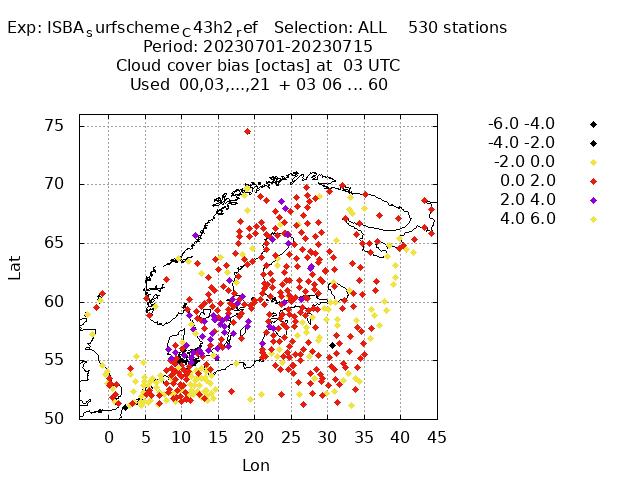 Exp: ISBAsurfschemeC43h2ref Selection: ALL 530 stations
Period: 20230701-20230715
Cloud cover bias [octas] at 03 UTC
Used 00,03,...,21 + 03 06 ... 60
-6.0 -4.0
-4.0 -2.0
-2.0 0.0
0.0 2.0
2.0 4.0
4.0 6.0
75
70
65
60
55
50
Lat
0 5 10 15 20 25 30 35 40 45
Lon